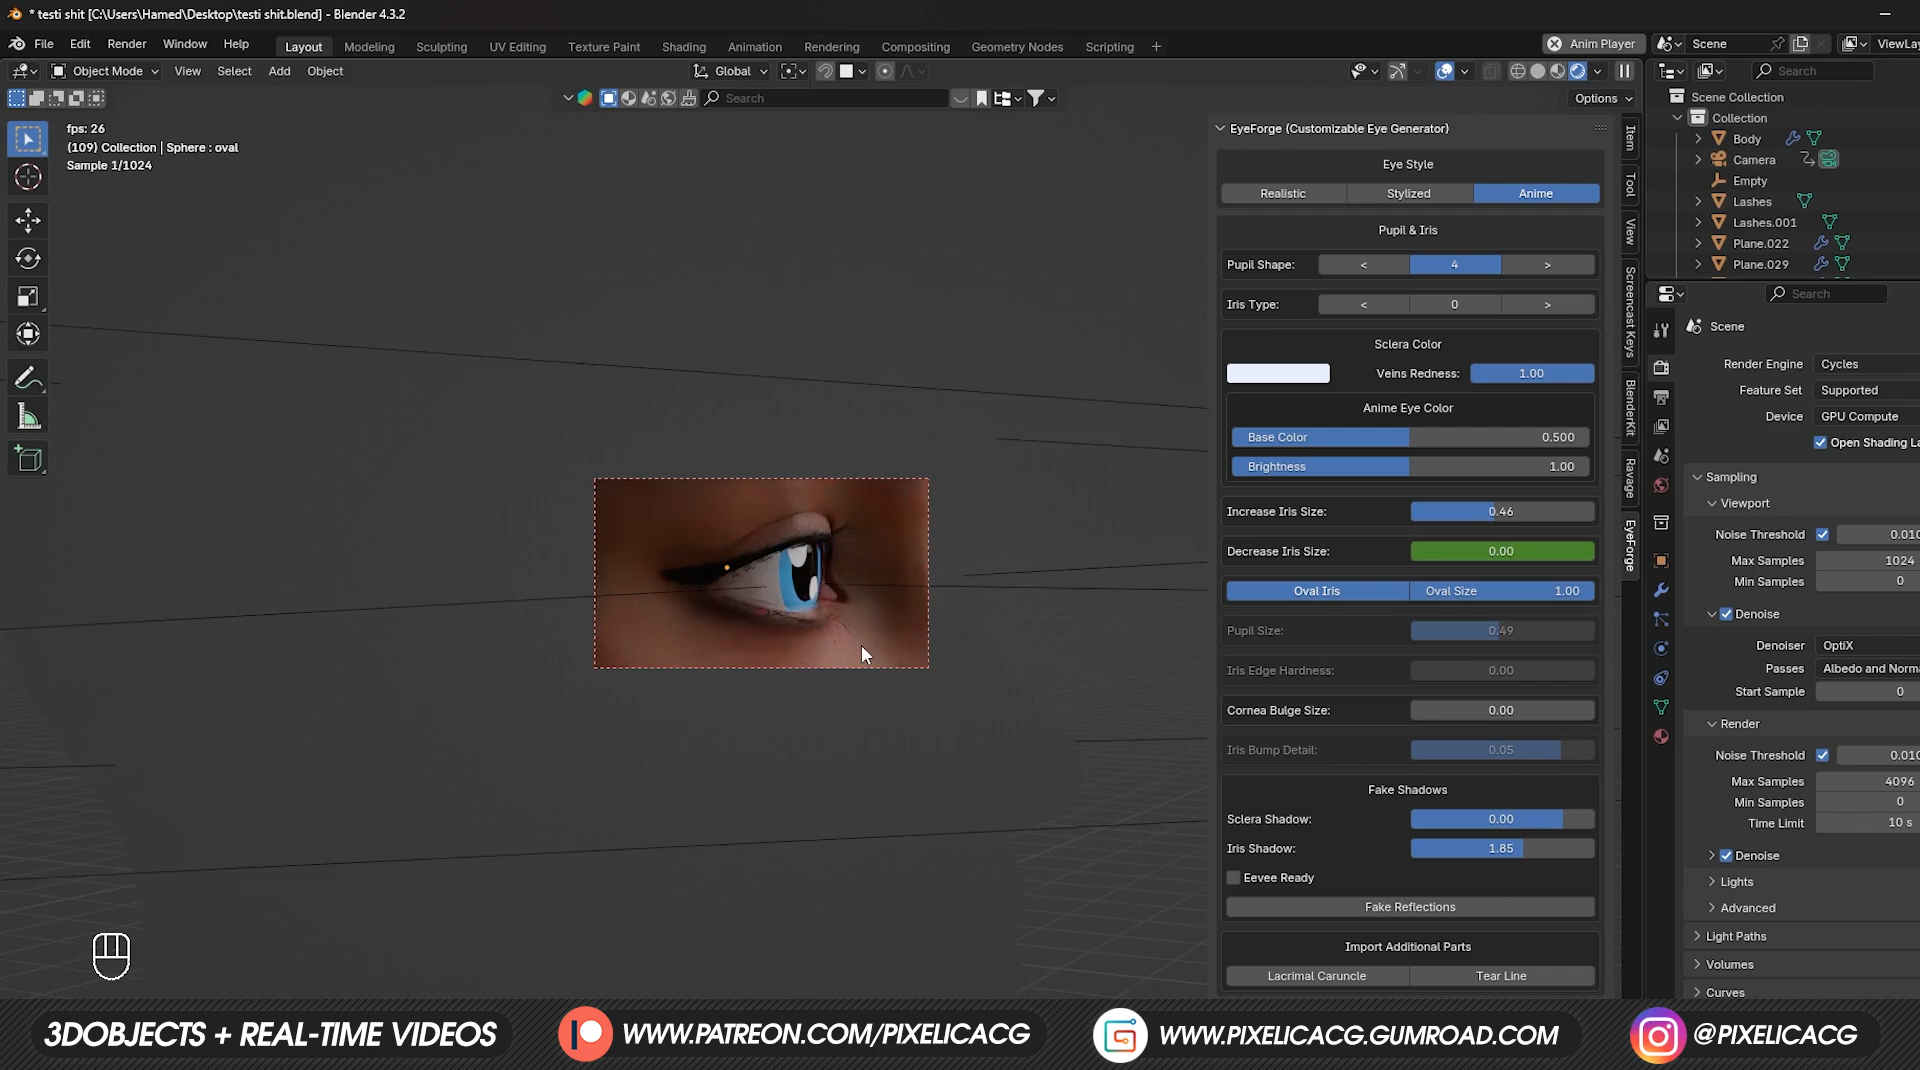 * testi shit [C:\Users\Hamed\Desktop\testi shit.blend] - Blender 4.3.2
File Edit Render Window Help Layout Modeling Sculpting UV Editing Texture Paint Shading Animation Rendering Compositing Geometry Nodes Scripting + Anim Player Scene ViewLay
Object Mode View Select Add Object Global Search
Search Options
Scene Collection
fps: 26
(109) Collection | Sphere : oval
Sample 1/1024
EyeForge (Customizable Eye Generator)
Eye Style
Realistic Stylized Anime
Pupil & Iris
Pupil Shape: < 4 >
Iris Type: < 0 >
Sclera Color
Veins Redness: 1.00
Anime Eye Color
Base Color 0.500
Brightness 1.00
Increase Iris Size: 0.46
Decrease Iris Size: 0.00
Oval Iris Oval Size 1.00
Pupil Size: 0.49
Iris Edge Hardness: 0.00
Cornea Bulge Size: 0.00
Iris Bump Detail: 0.05
Fake Shadows
Sclera Shadow: 0.00
Iris Shadow: 1.85
Eevee Ready
Fake Reflections
Import Additional Parts
Lacrimal Caruncle Tear Line
Item
Tool
View
Screencast Keys
BlenderKit
Ravage
EyeForge
Collection
Body
Camera
Empty
Lashes
Lashes.001
Plane.022
Plane.029
Search
Scene
Render Engine Cycles
Feature Set Supported
Device GPU Compute
Open Shading La
Sampling
Viewport
Noise Threshold 0.010
Max Samples 1024
Min Samples 0
Denoise
Denoiser OptiX
Passes Albedo and Norma
Start Sample 0
Render
Noise Threshold 0.010
Max Samples 4096
Min Samples 0
Time Limit 10 s
Denoise
Lights
Advanced
Light Paths
Volumes
Curves
3DOBJECTS + REAL-TIME VIDEOS WWW.PATREON.COM/PIXELICACG WWW.PIXELICACG.GUMROAD.COM @PIXELICACG